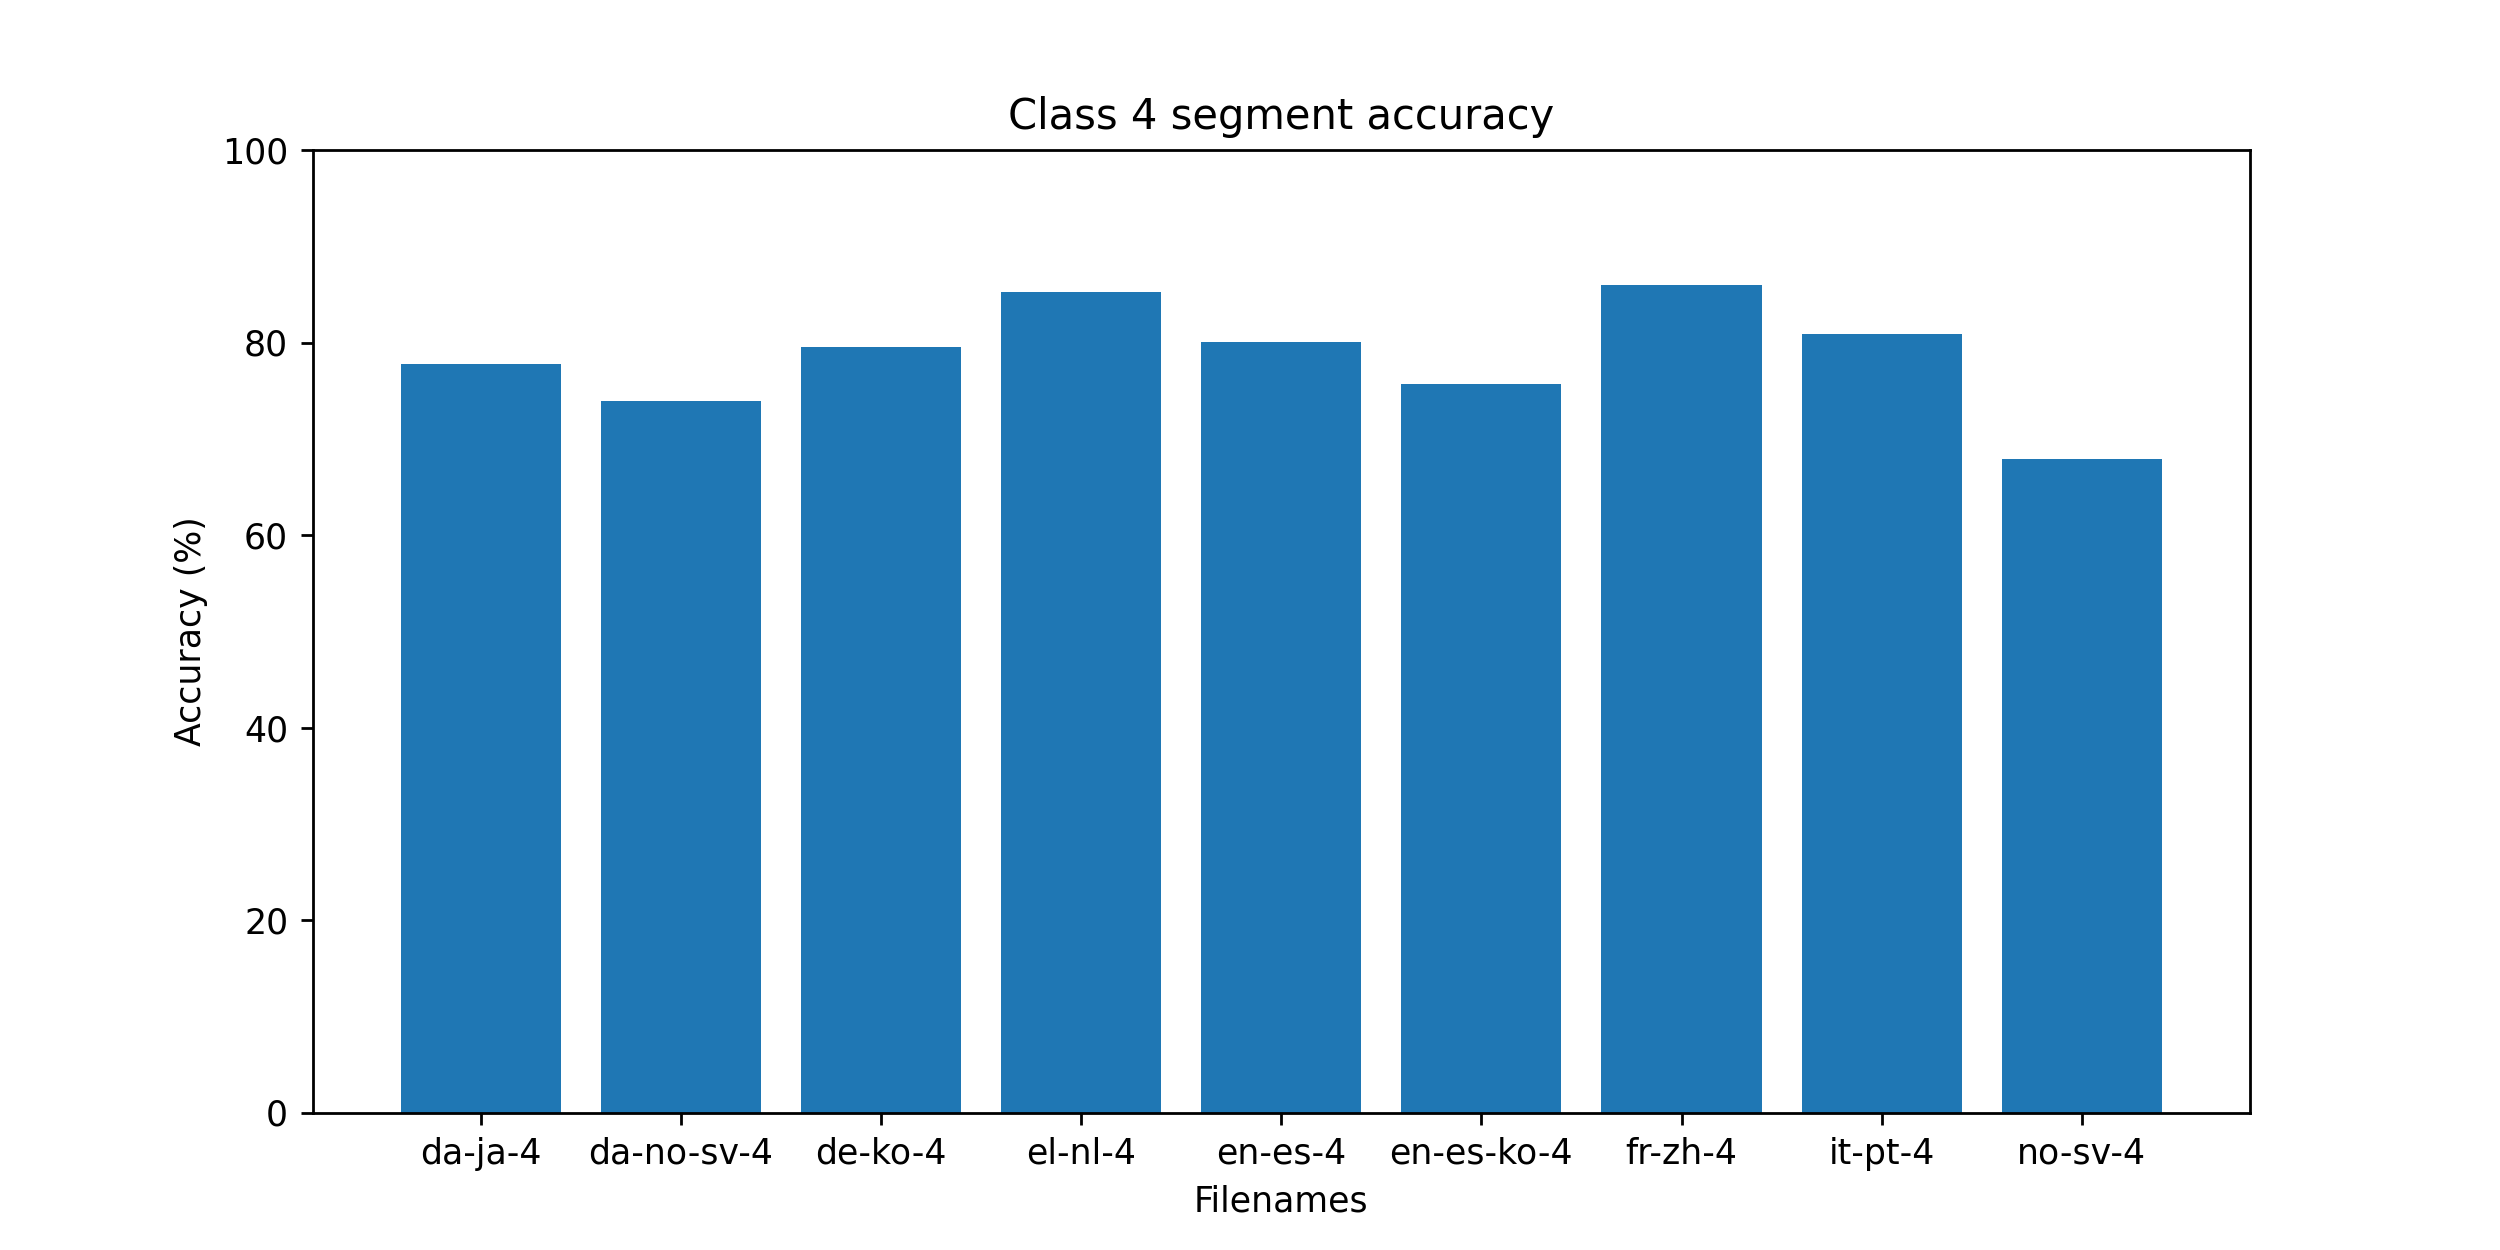 Class 4 segment accuracy
100
80
60
40
20
0
Accuracy (%)
da-ja-4 da-no-sv-4 de-ko-4 el-nl-4 en-es-4 en-es-ko-4 fr-zh-4 it-pt-4 no-sv-4
Filenames